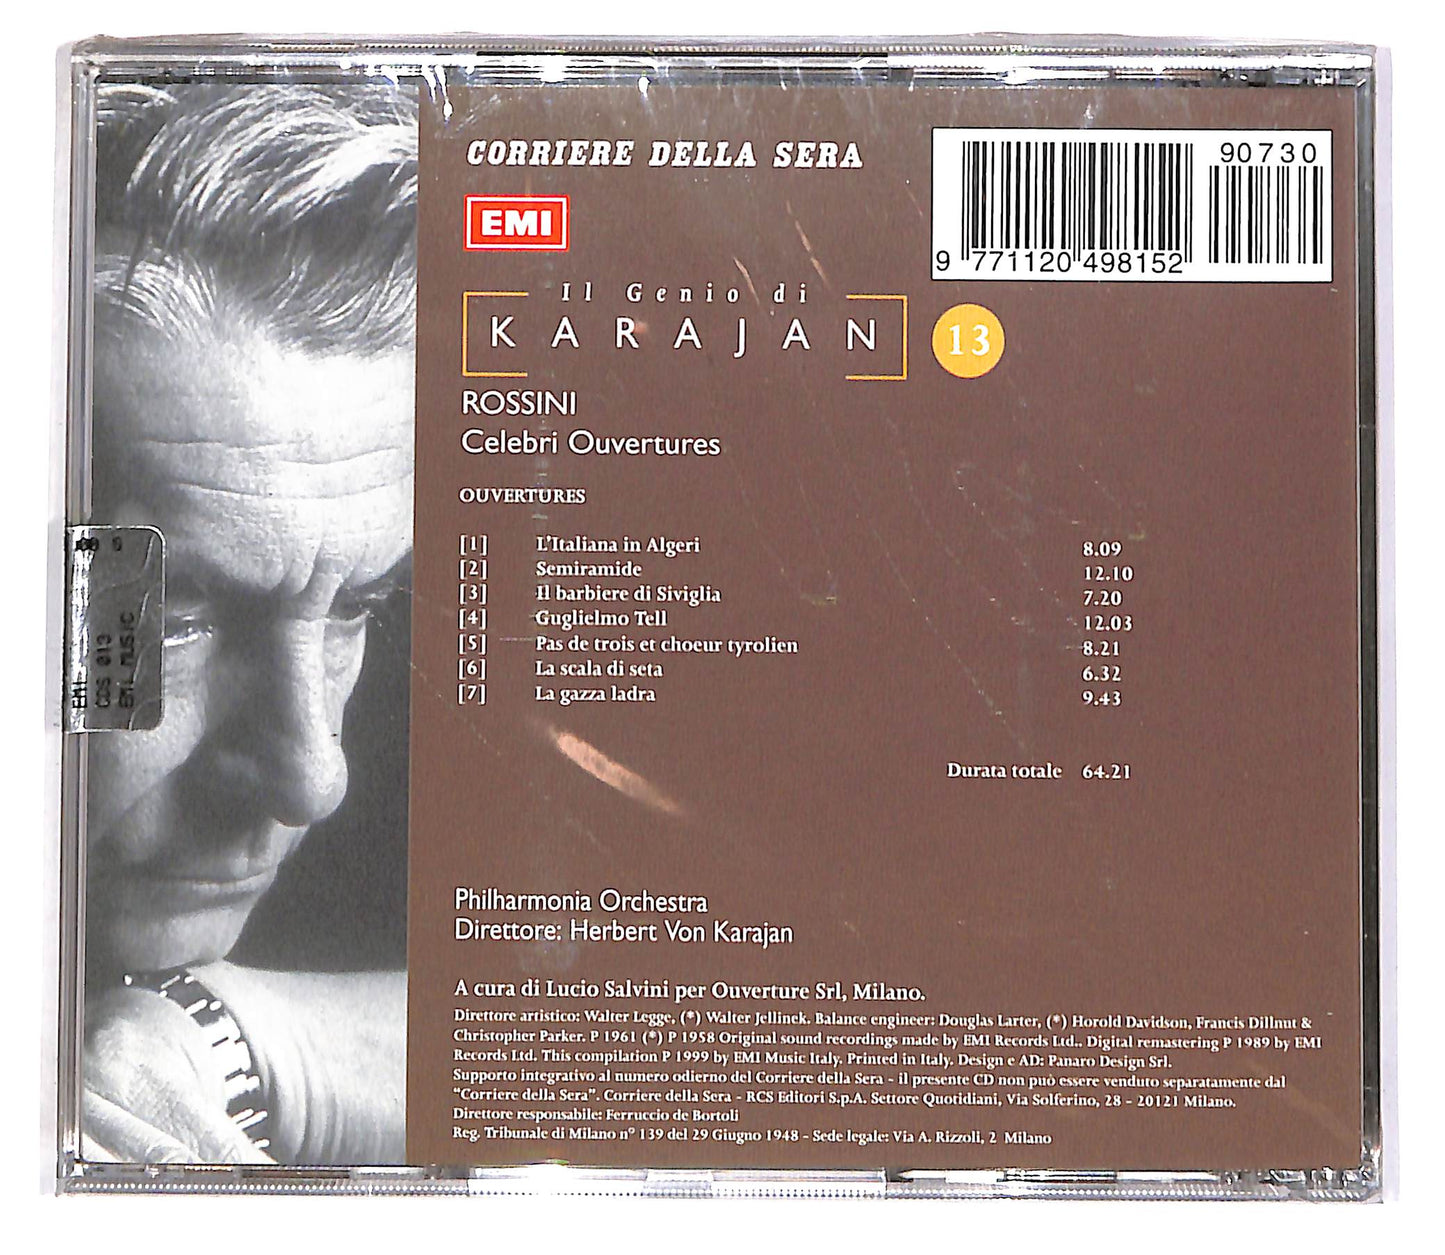 CORRIERE DELLA SERA
90730
9 771120 498152
EMI
Il Genio di
KARAJAN
13
ROSSINI
Celebri Ouvertures
OUVERTURES
[1] L'Italiana in Algeri 8.09
[2] Semiramide 12.10
[3] Il barbiere di Siviglia 7.20
[4] Guglielmo Tell 12.03
[5] Pas de trois et choeur tyrolien 8.21
[6] La scala di seta 6.32
[7] La gazza ladra 9.43
Durata totale 64.21
Philharmonia Orchestra
Direttore: Herbert Von Karajan
A cura di Lucio Salvini per Ouverture Srl, Milano.
Direttore artistico: Walter Legge, (*) Walter Jellinek. Balance engineer: Douglas Larter, (*) Horold Davidson, Francis Dillnut &
Christopher Parker. P 1961 (*) P 1958 Original sound recordings made by EMI Records Ltd.. Digital remastering P 1989 by EMI
Records Ltd. This compilation P 1999 by EMI Music Italy. Printed in Italy. Design e AD: Panaro Design Srl.
Supporto integrativo al numero odierno del Corriere della Sera - il presente CD non può essere venduto separatamente dal
"Corriere della Sera". Corriere della Sera - RCS Editori S.p.A. Settore Quotidiani, Via Solferino, 28 - 20121 Milano.
Direttore responsabile: Ferruccio de Bortoli
Reg. Tribunale di Milano n° 139 del 29 Giugno 1948 - Sede legale: Via A. Rizzoli, 2 Milano
EMI
CDS 013
EMI MUSIC